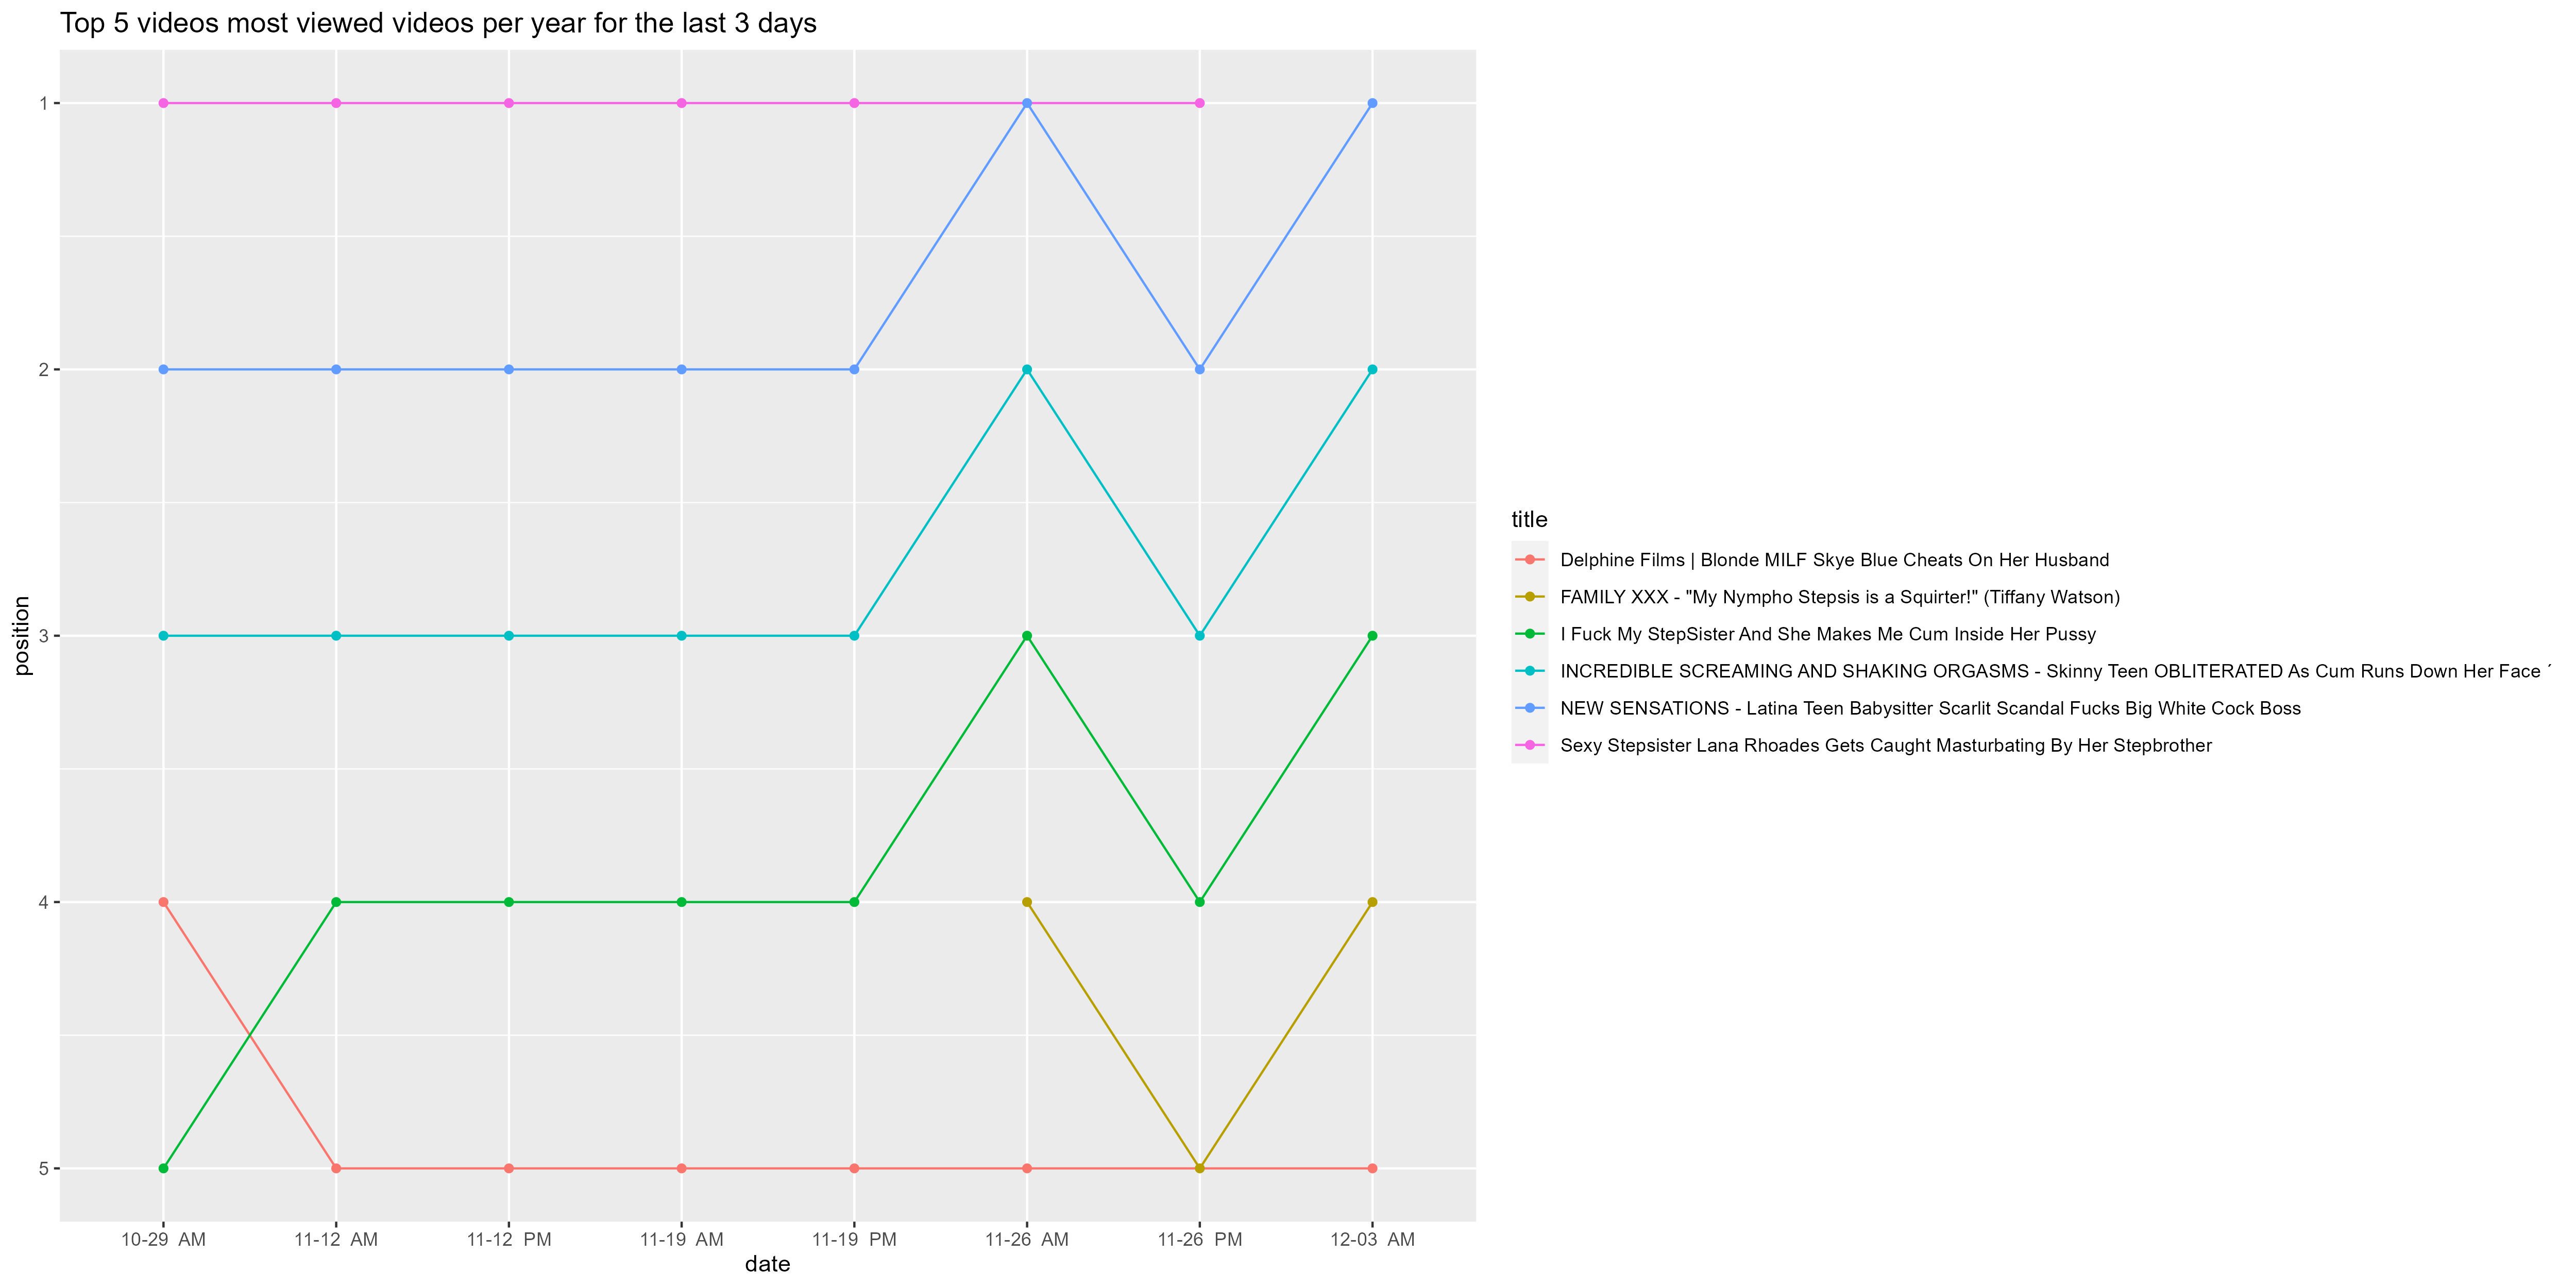 Top 5 videos most viewed videos per year for the last 3 days
position
1
2
3
4
5
10-29 AM
11-12 AM
11-12 PM
11-19 AM
11-19 PM
11-26 AM
11-26 PM
12-03 AM
date
title
Delphine Films | Blonde MILF Skye Blue Cheats On Her Husband
FAMILY XXX - "My Nympho Stepsis is a Squirter!" (Tiffany Watson)
I Fuck My StepSister And She Makes Me Cum Inside Her Pussy
INCREDIBLE SCREAMING AND SHAKING ORGASMS - Skinny Teen OBLITERATED As Cum Runs Down Her Face ´
NEW SENSATIONS - Latina Teen Babysitter Scarlit Scandal Fucks Big White Cock Boss
Sexy Stepsister Lana Rhoades Gets Caught Masturbating By Her Stepbrother